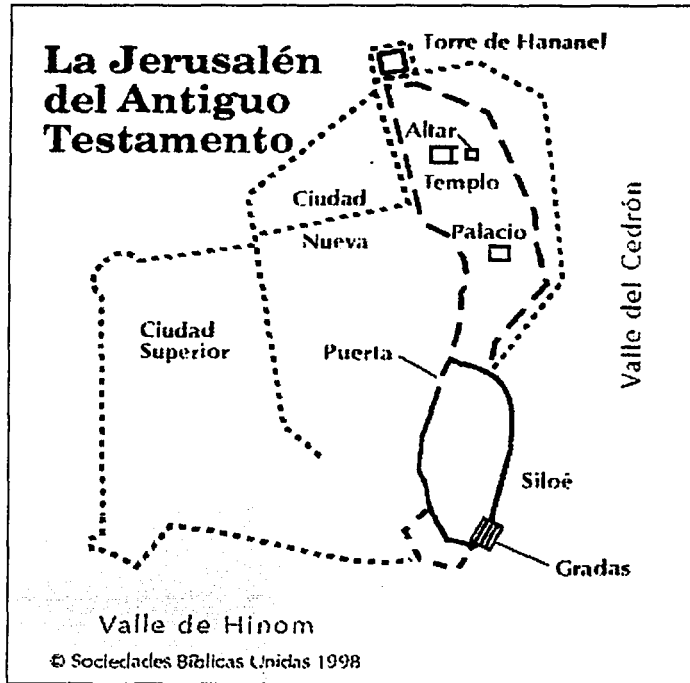 La Jerusalén
del Antiguo
Testamento
Torre de Hananel
Altar
Templo
Ciudad
Nueva
Palacio
Valle del Cedrón
Ciudad
Superior
Puerta
Siloé
Gradas
Valle de Hinom
© Sociedades Bíblicas Unidas 1998